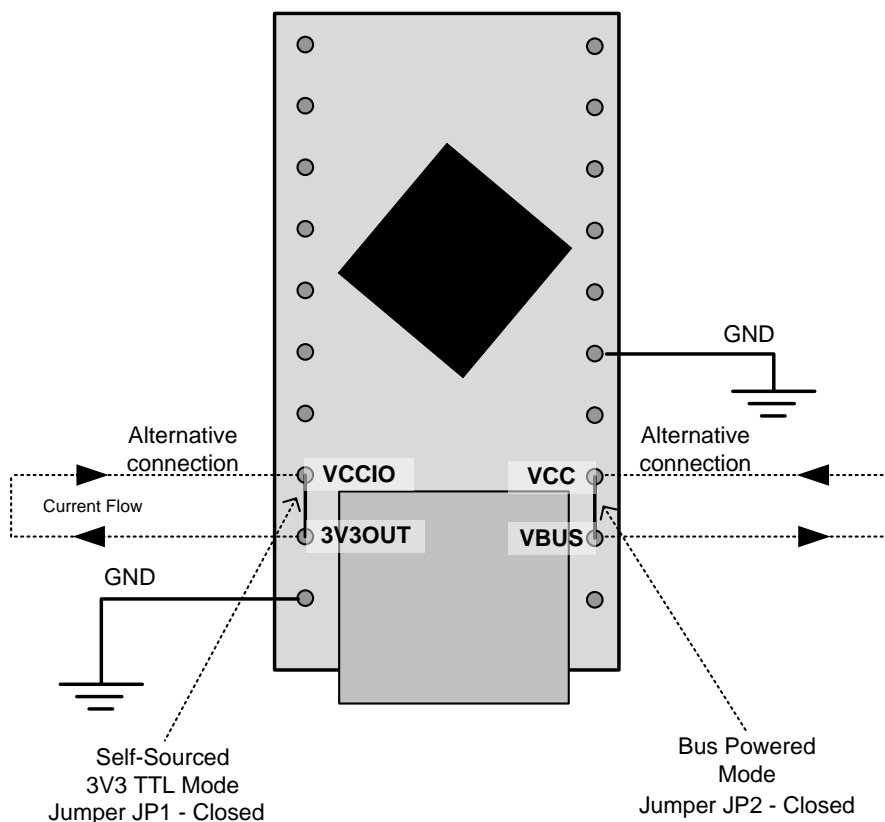 GND
Alternative
connection
Alternative
connection
VCCIO
VCC
Current Flow
3V3OUT
VBUS
GND
Self-Sourced
3V3 TTL Mode
Jumper JP1 - Closed
Bus Powered
Mode
Jumper JP2 - Closed